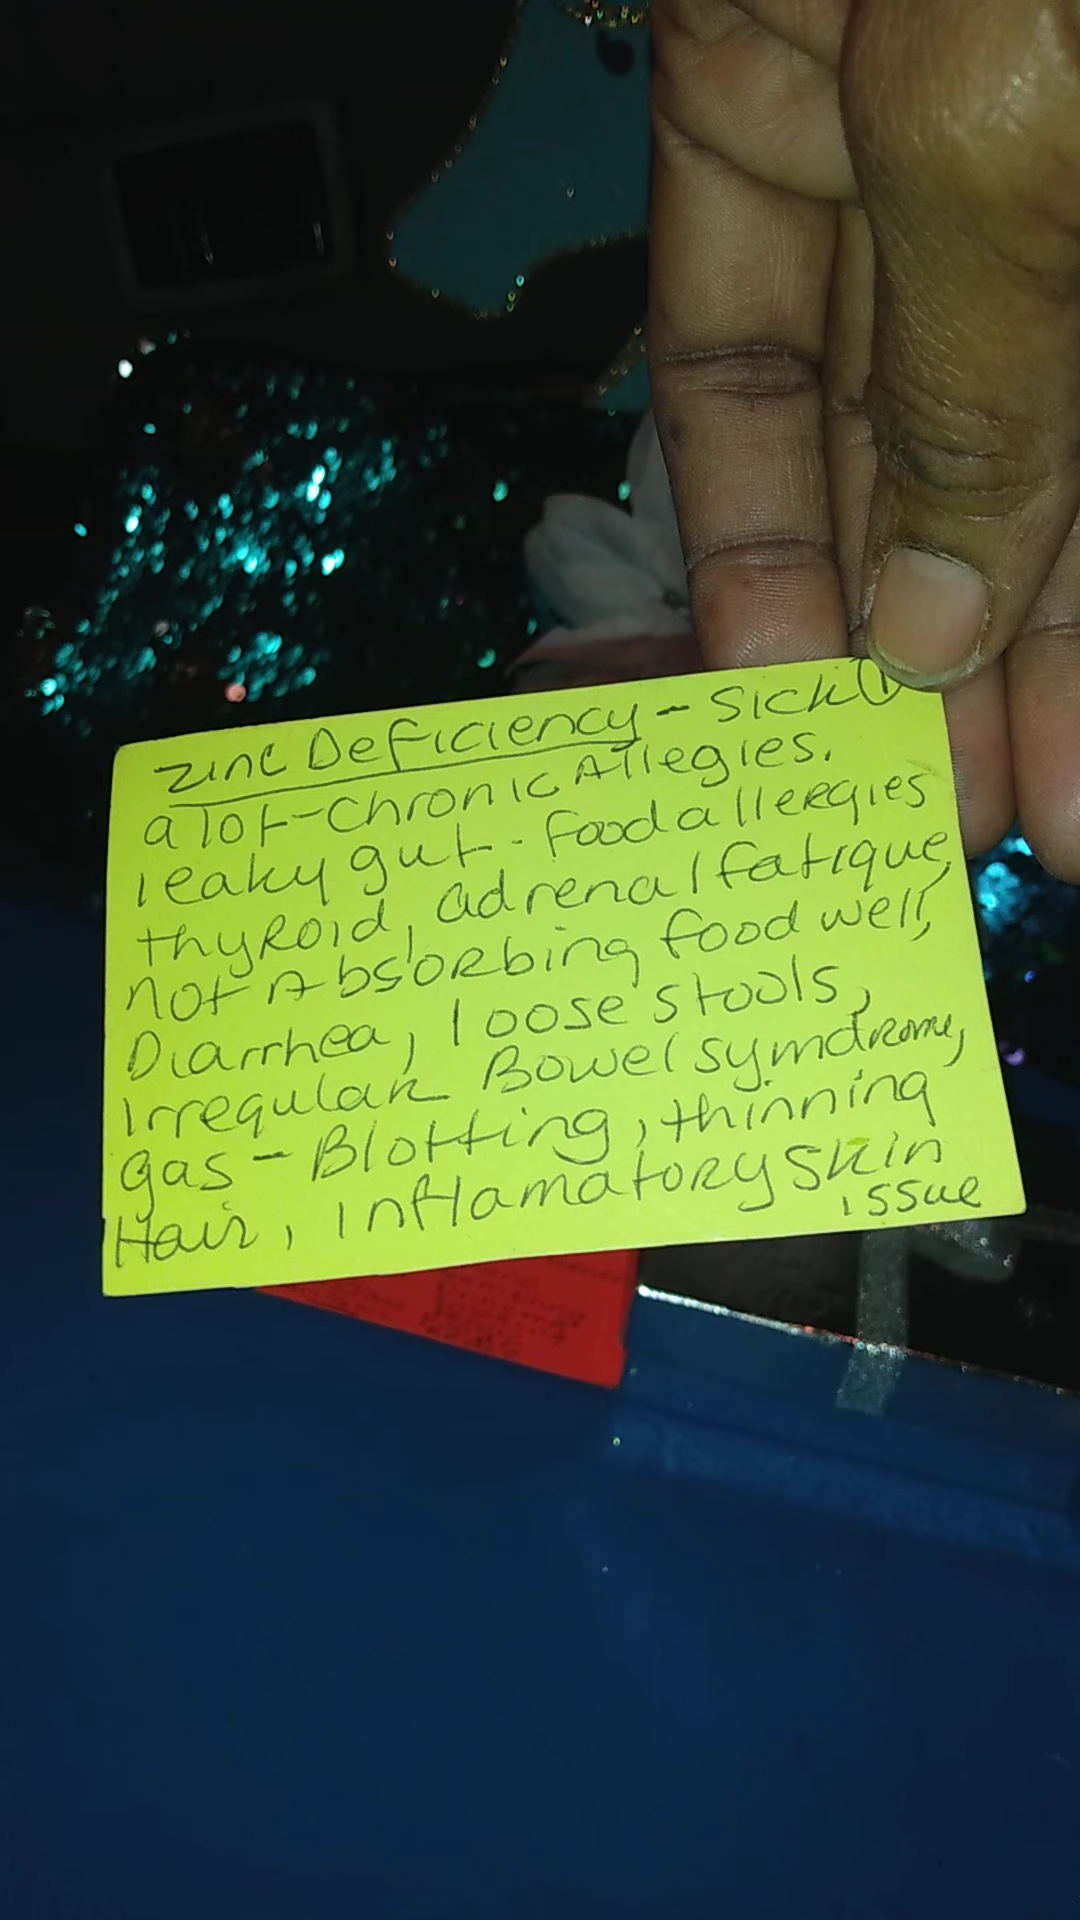 Zinc Deficiency - Sick ①
a lot-chronic Allegies.
leaky gut - food allergies
thyroid, adrenal fatique,
not Absorbing food well,
Diarrhea, loose stools,
Irregular Bowel symdrome,
gas - Blotting, thinning
Hair, inflamatory skin
issue